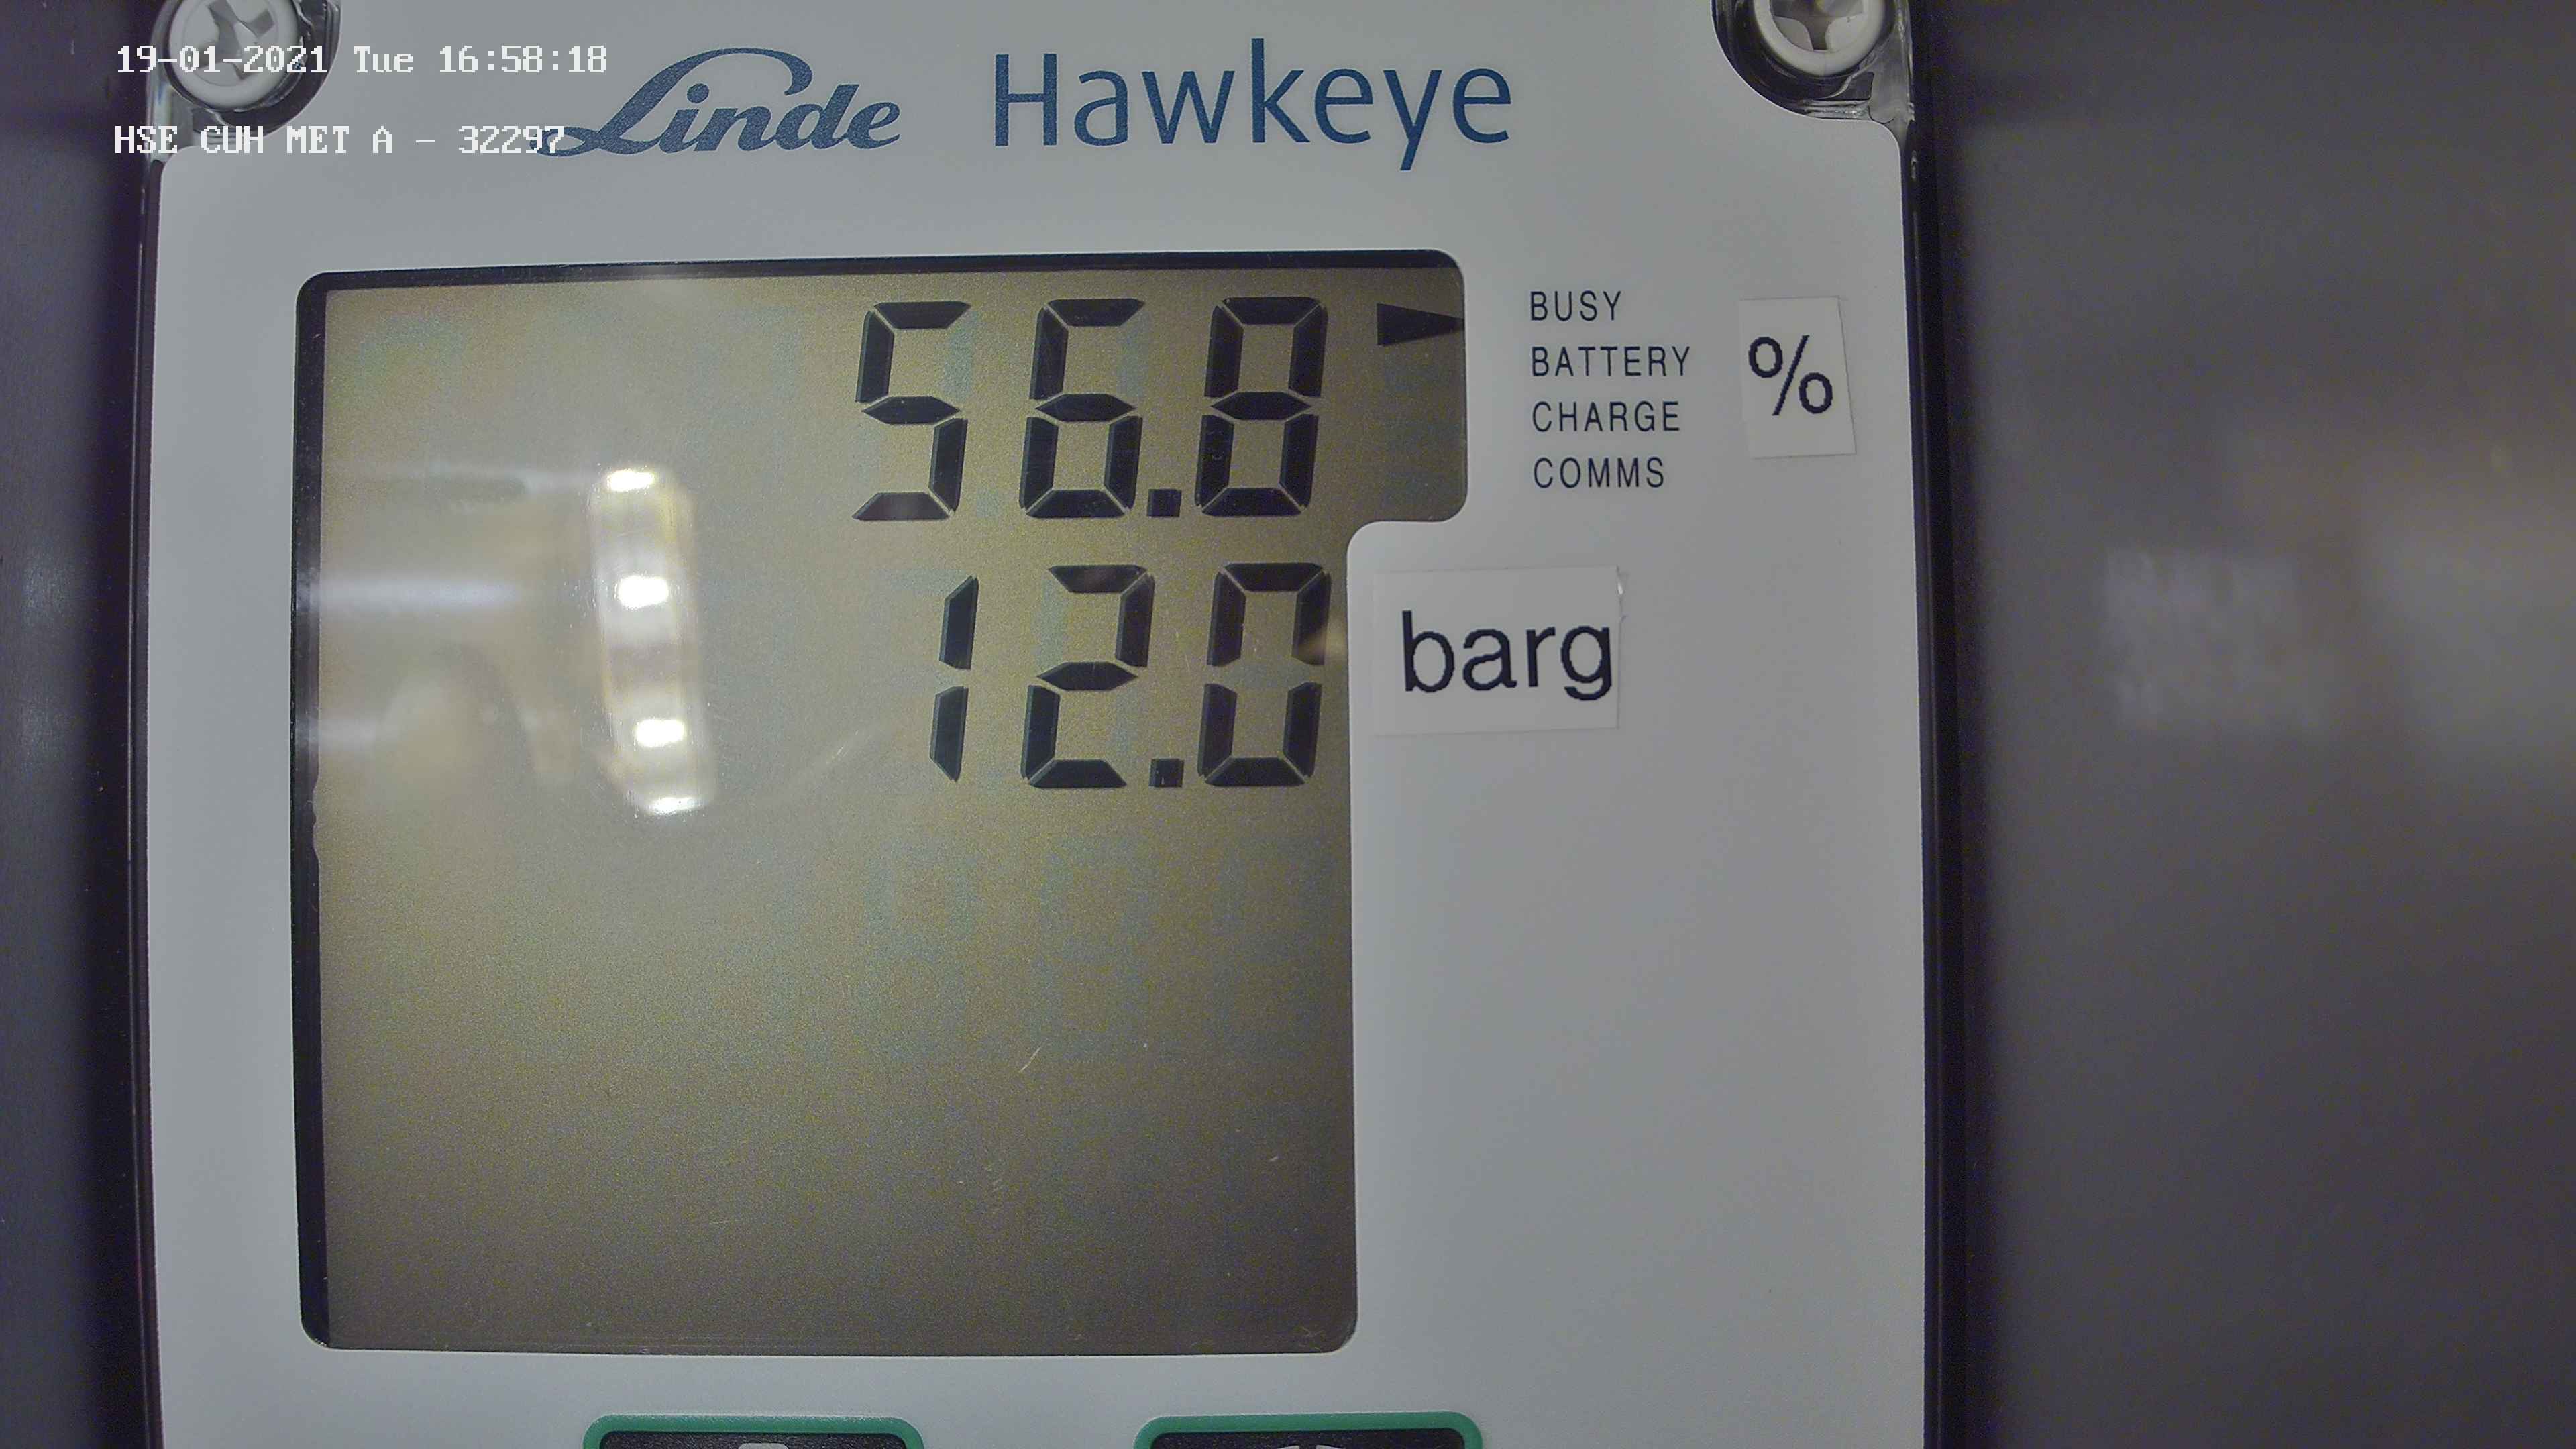 19-01-2021 Tue 16:58:18
Linde Hawkeye
HSE CUH MET A - 32297
56.8
BUSY
BATTERY
CHARGE
COMMS
%
12.0
barg